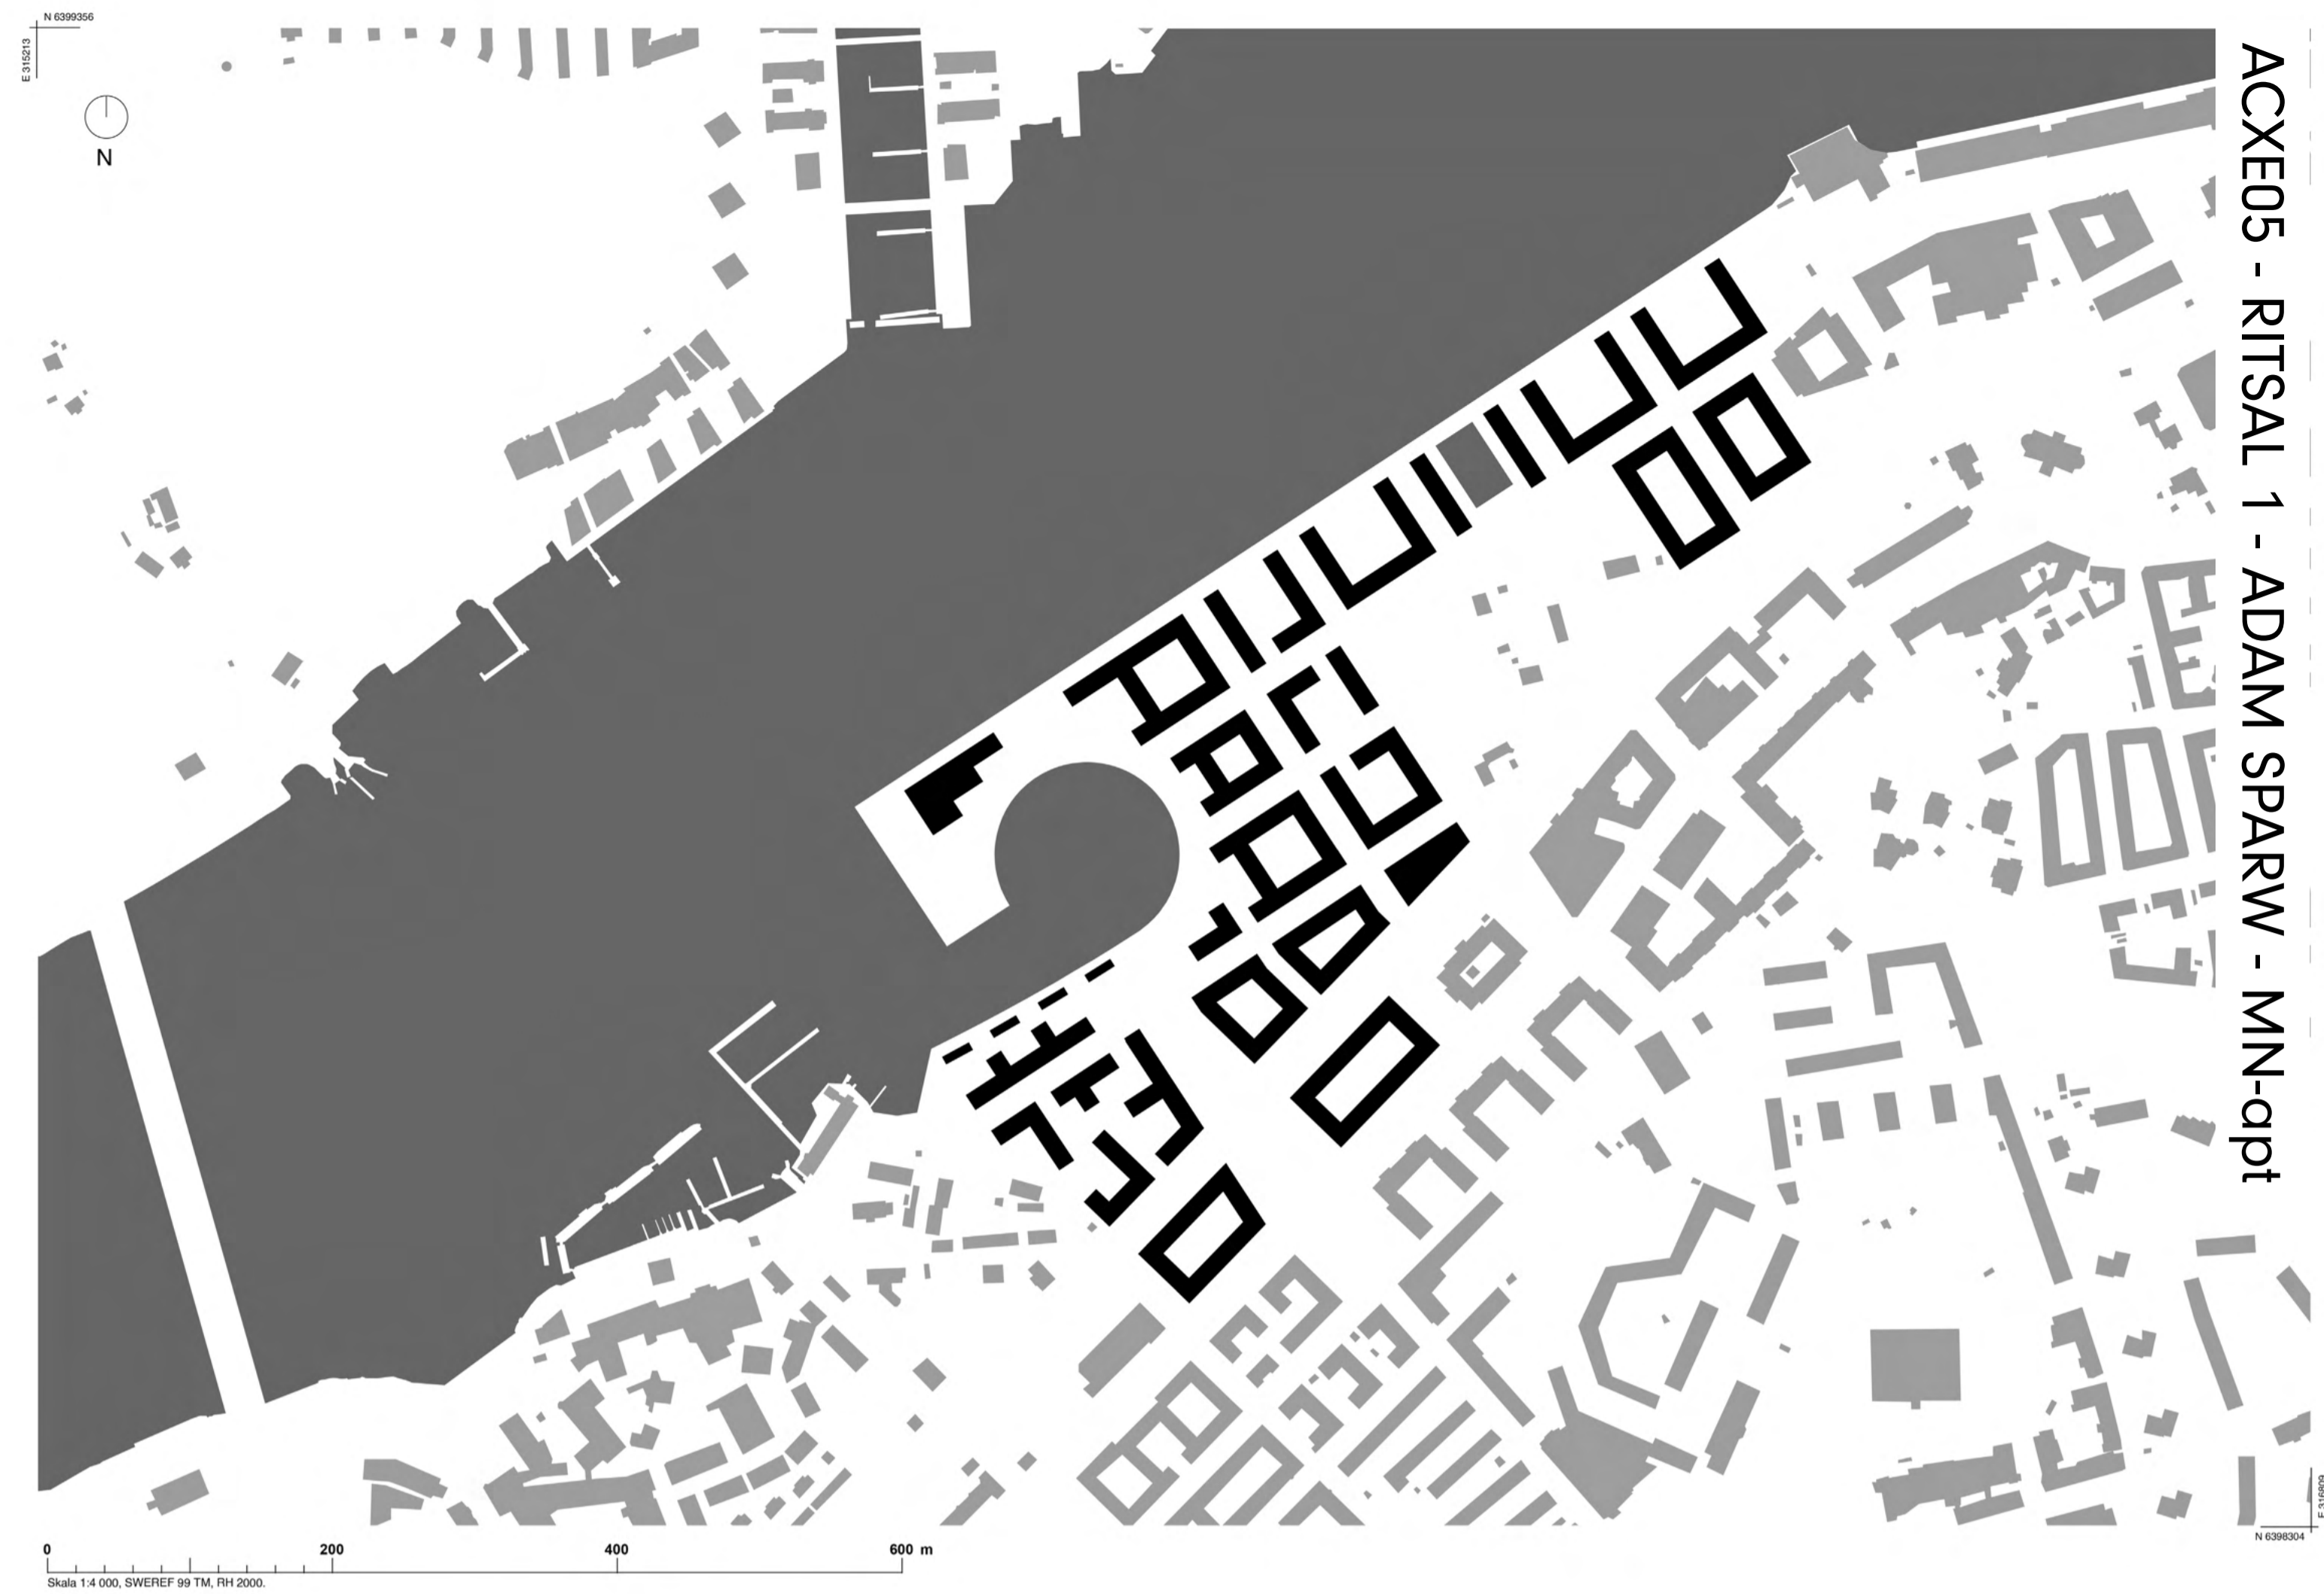 N 6399356
E 315213
N
ACXE05 - RITSAL 1 - ADAM SPARW - MN-apt
0 200 400 600 m
Skala 1:4 000, SWEREF 99 TM, RH 2000.
N 6398304
E 316809